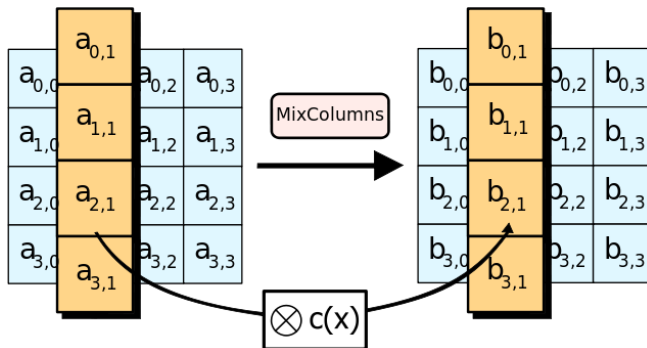 a0,0 a0,1 a0,2 a0,3
a1,0 a1,1 a1,2 a1,3
a2,0 a2,1 a2,2 a2,3
a3,0 a3,1 a3,2 a3,3
MixColumns
b0,0 b0,1 b0,2 b0,3
b1,0 b1,1 b1,2 b1,3
b2,0 b2,1 b2,2 b2,3
b3,0 b3,1 b3,2 b3,3
⊗ c(x)